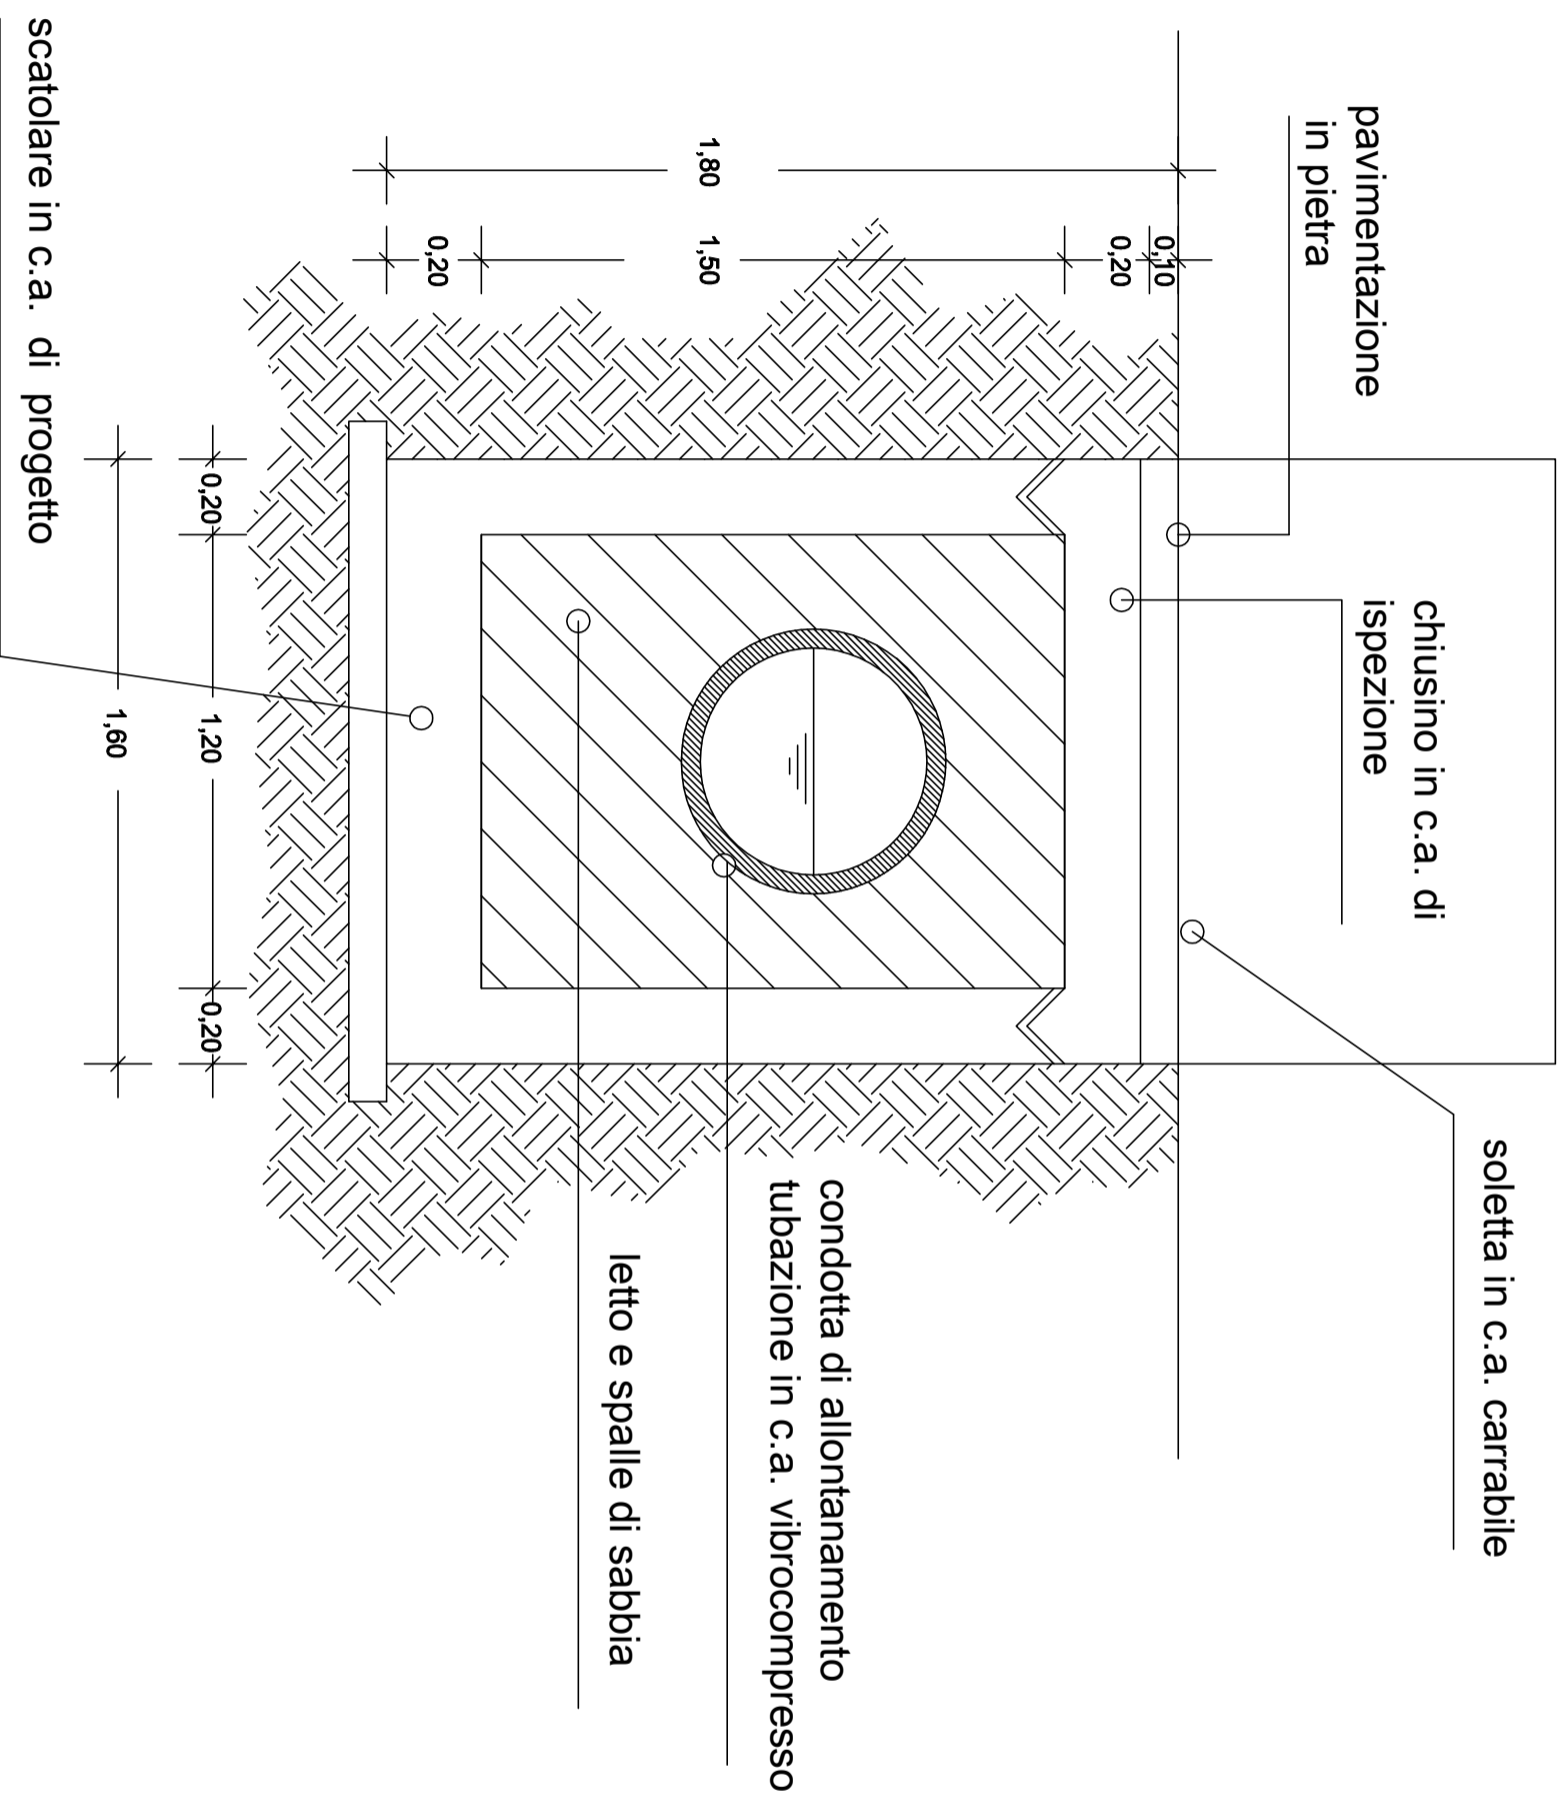 soletta in c.a. carrabile
chiusino in c.a. di
ispezione
pavimentazione
in pietra
0,10
0,20
1,50
0,20
1,80
condotta di allontanamento
tubazione in c.a. vibrocompresso
letto e spalle di sabbia
0,20
1,20
0,20
1,60
scatolare in c.a. di progetto